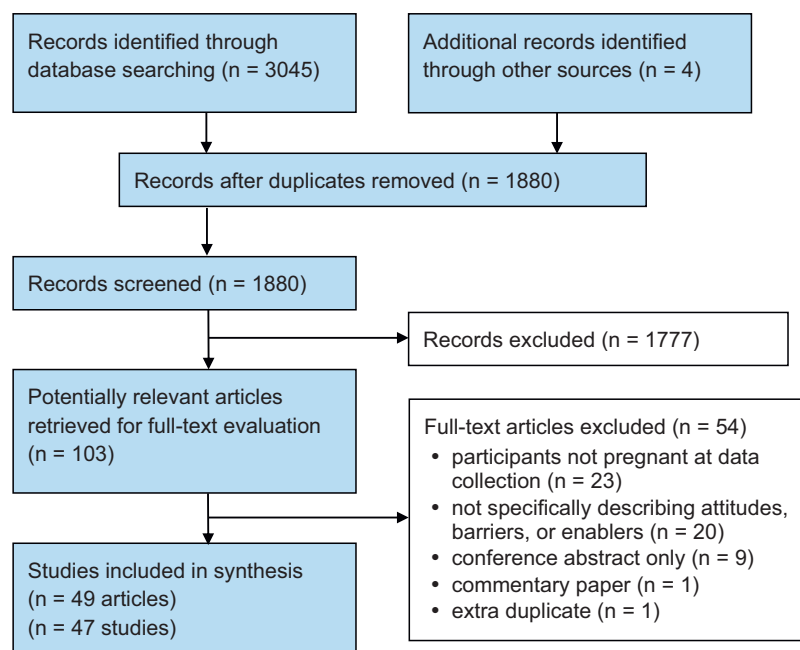 Records identified through
database searching (n = 3045)
Additional records identified
through other sources (n = 4)
Records after duplicates removed (n = 1880)
Records screened (n = 1880)
Records excluded (n = 1777)
Potentially relevant articles
retrieved for full-text evaluation
(n = 103)
Full-text articles excluded (n = 54)
• participants not pregnant at data
collection (n = 23)
• not specifically describing attitudes,
barriers, or enablers (n = 20)
• conference abstract only (n = 9)
• commentary paper (n = 1)
• extra duplicate (n = 1)
Studies included in synthesis
(n = 49 articles)
(n = 47 studies)